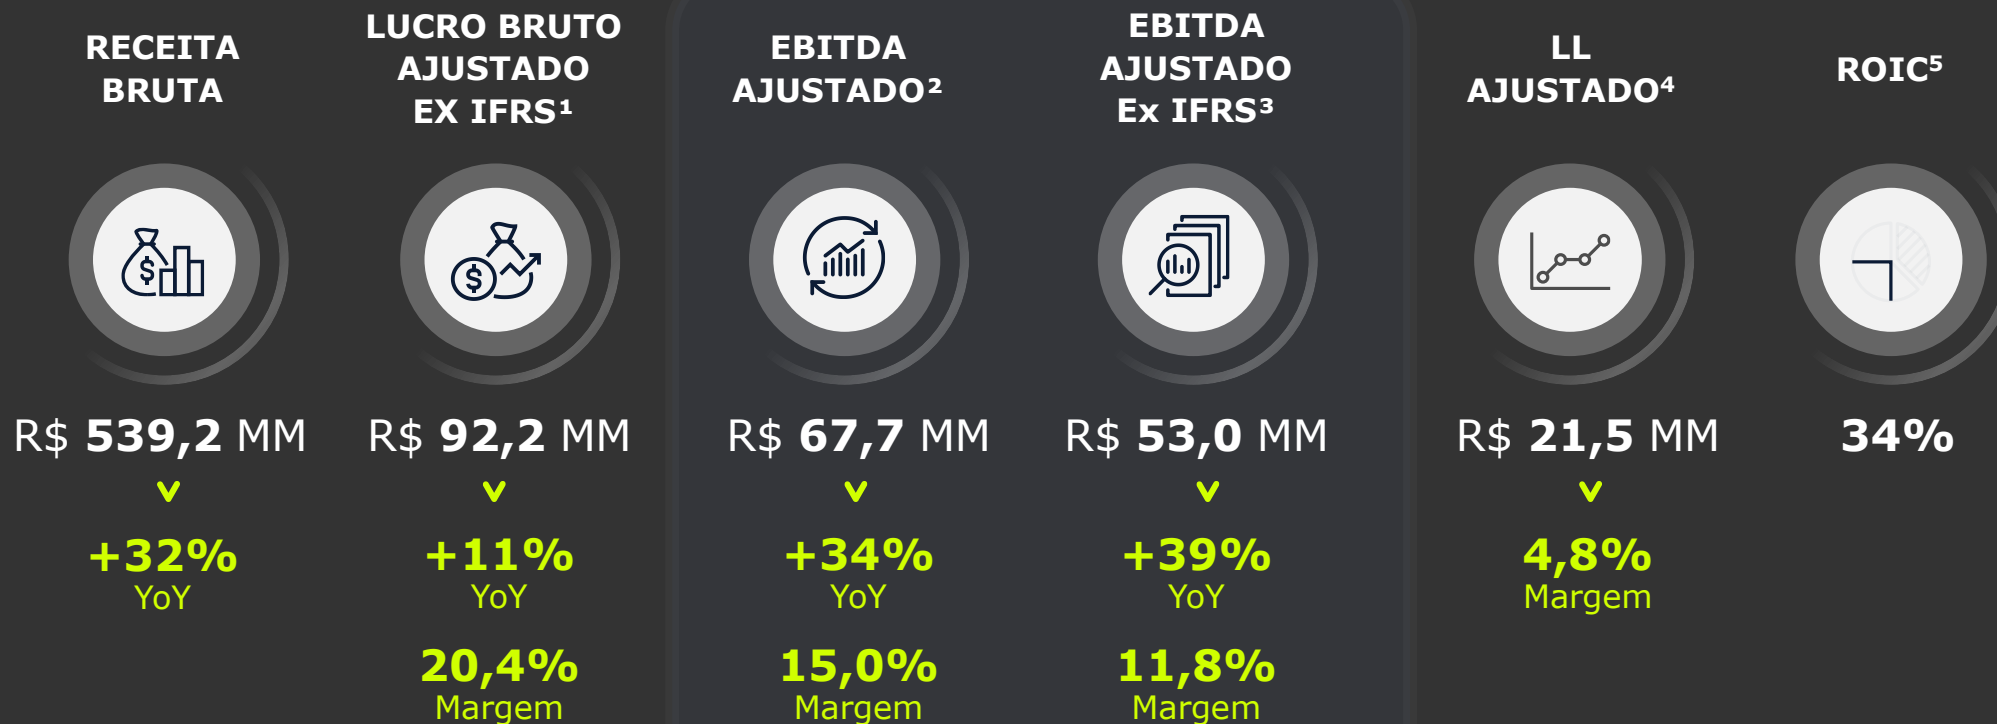 RECEITA
BRUTA
R$ 539,2 MM
+32%
YoY
LUCRO BRUTO
AJUSTADO
EX IFRS¹
$
$
R$ 92,2 MM
+11%
YoY
20,4%
Margem
EBITDA
AJUSTADO²
R$ 67,7 MM
+34%
YoY
15,0%
Margem
EBITDA
AJUSTADO
Ex IFRS³
R$ 53,0 MM
+39%
YoY
11,8%
Margem
LL
AJUSTADO⁴
R$ 21,5 MM
4,8%
Margem
ROIC⁵
34%